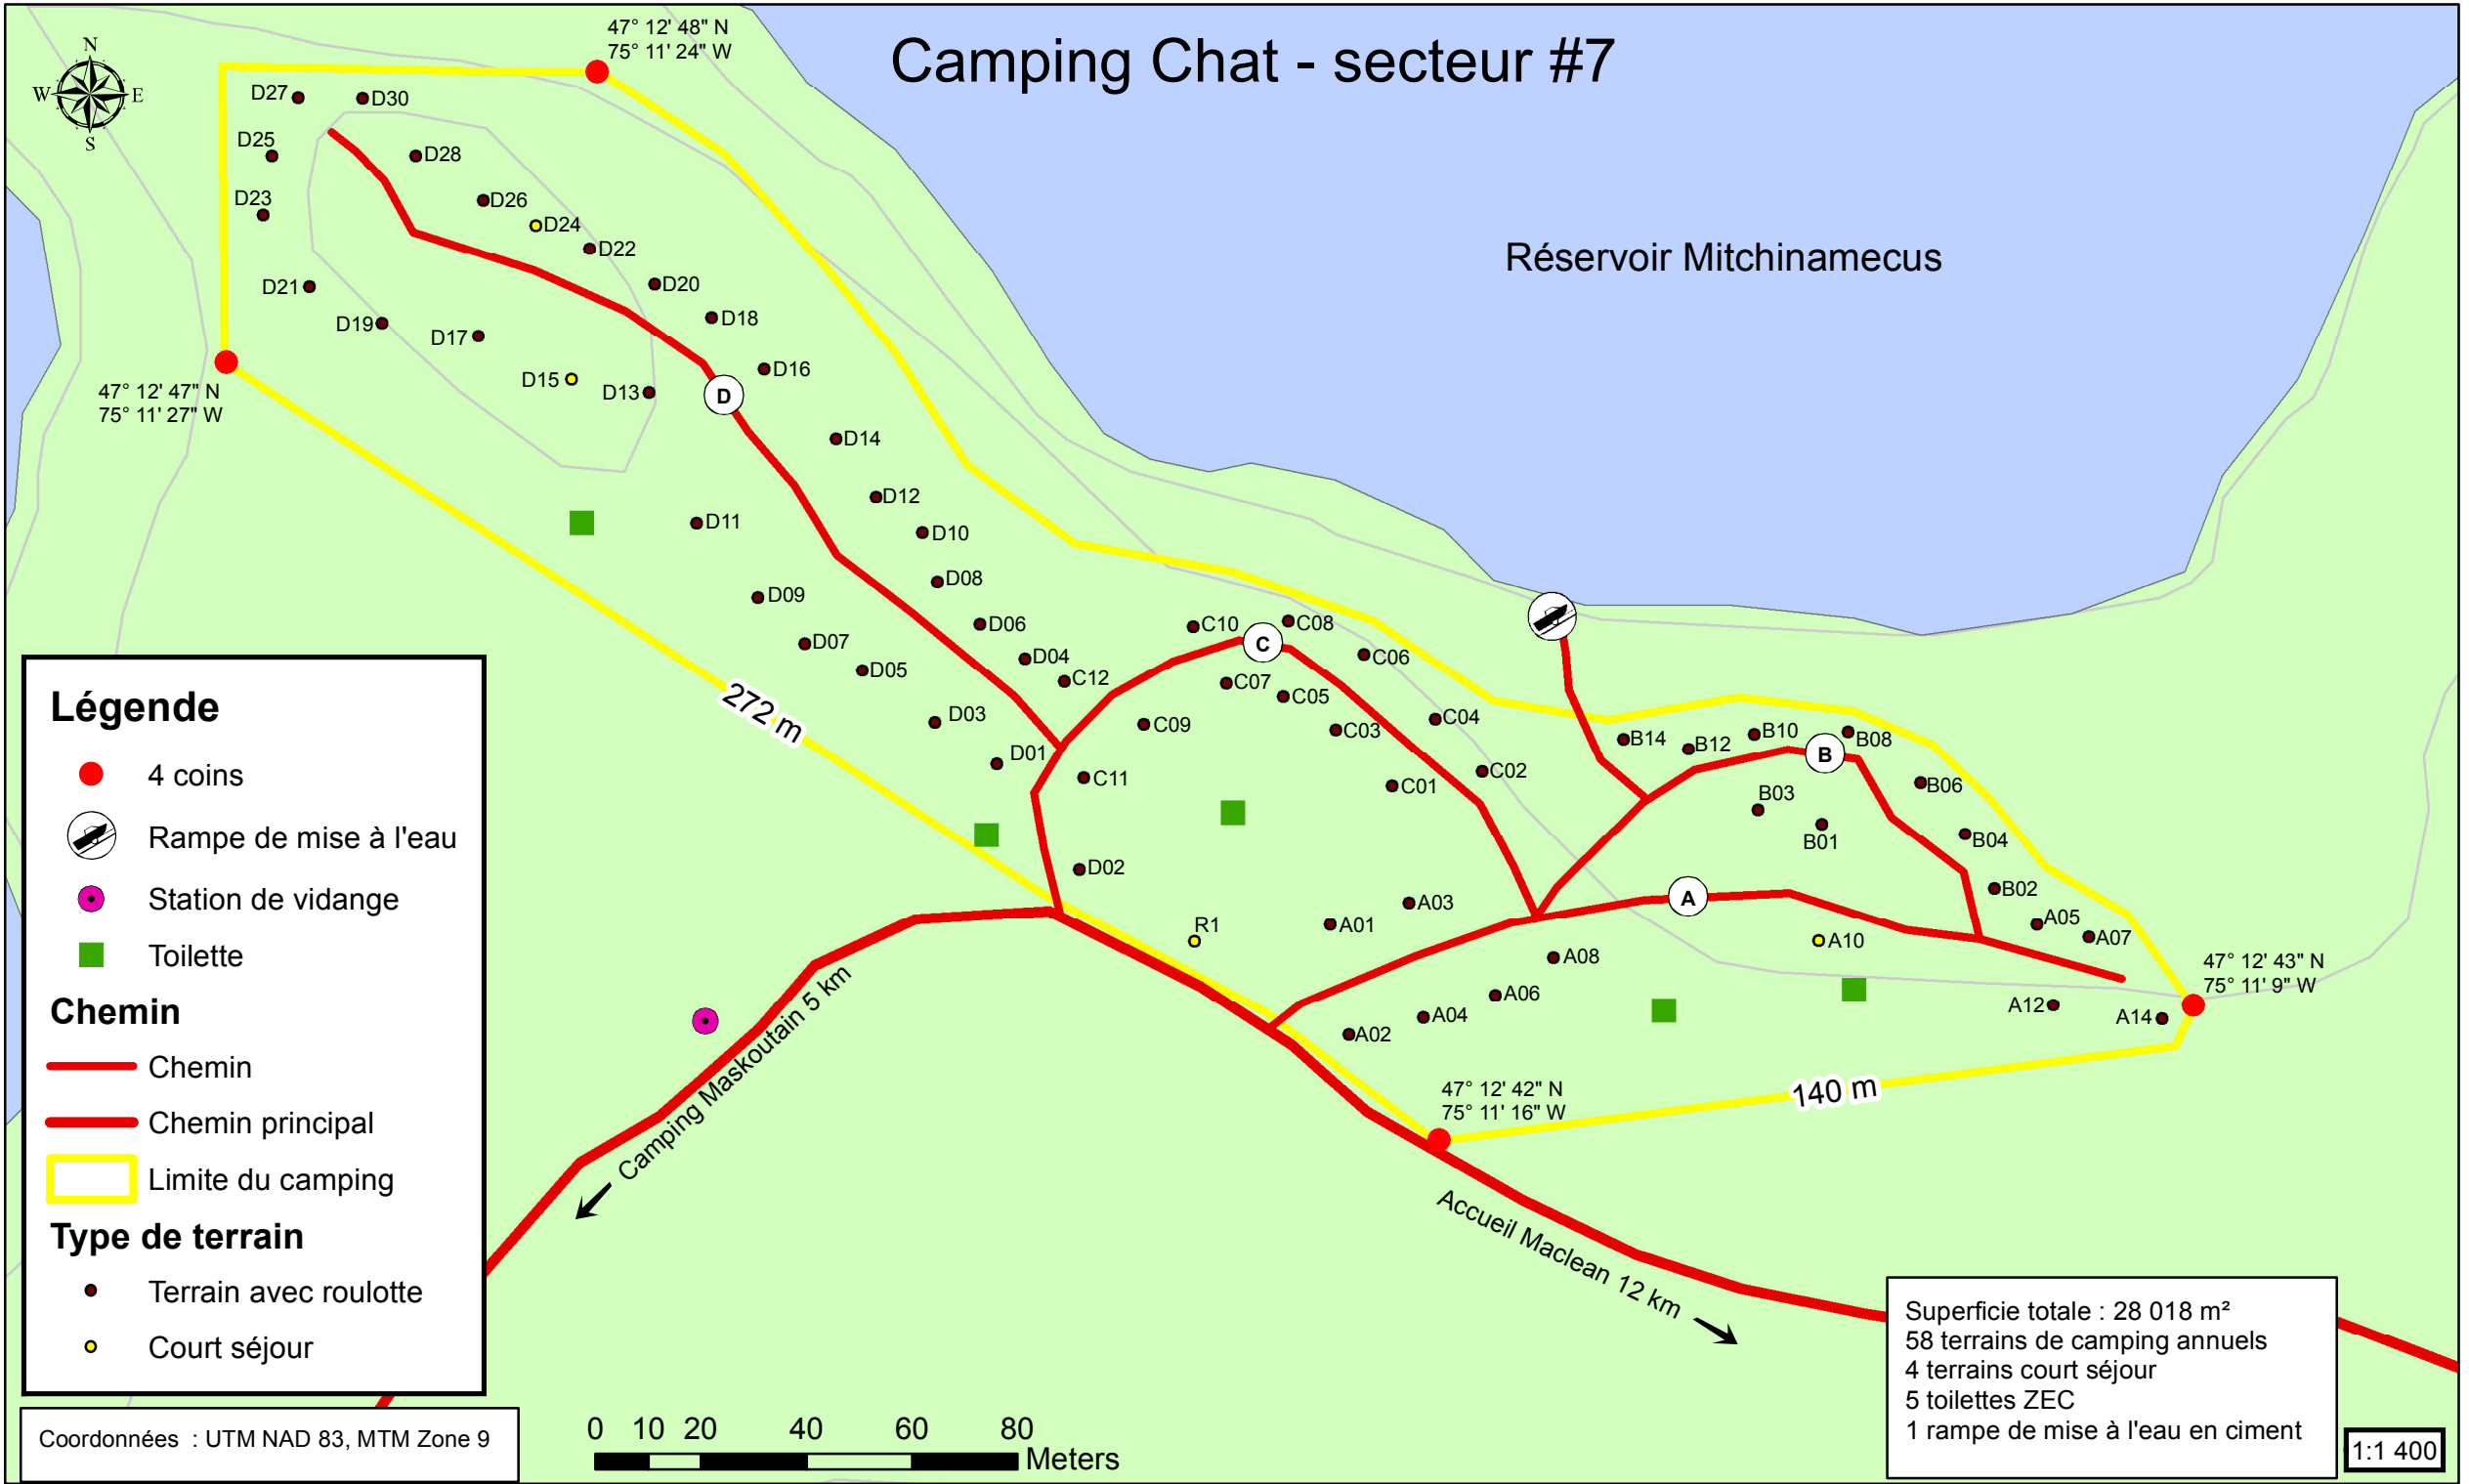 Camping Chat - secteur #7
47° 12' 48" N
75° 11' 24" W
N
W
E
S
D27
D30
D25
D28
D23
D26
D24
D22
D21
D20
D19
D17
D18
D15
D13
D16
D
47° 12' 47" N
75° 11' 27" W
Réservoir Mitchinamecus
D14
D12
D11
D10
D08
D09
D06
D07
D04
D05
D03
D01
D02
272 m
C10
C08
C
C06
C12
C07
C05
C09
C03
C04
C11
C01
C02
B14
B12
B10
B08
B
B06
B03
B01
B04
B02
A03
A01
R1
A
A05
A07
A10
A08
A06
A04
A02
A12
A14
47° 12' 43" N
75° 11' 9" W
47° 12' 42" N
75° 11' 16" W
140 m
Camping Maskoutain 5 km
Accueil Maclean 12 km
Légende
4 coins
Rampe de mise à l'eau
Station de vidange
Toilette
Chemin
Chemin
Chemin principal
Limite du camping
Type de terrain
Terrain avec roulotte
Court séjour
Coordonnées : UTM NAD 83, MTM Zone 9
0 10 20 40 60 80
Meters
Superficie totale : 28 018 m²
58 terrains de camping annuels
4 terrains court séjour
5 toilettes ZEC
1 rampe de mise à l'eau en ciment
1:1 400